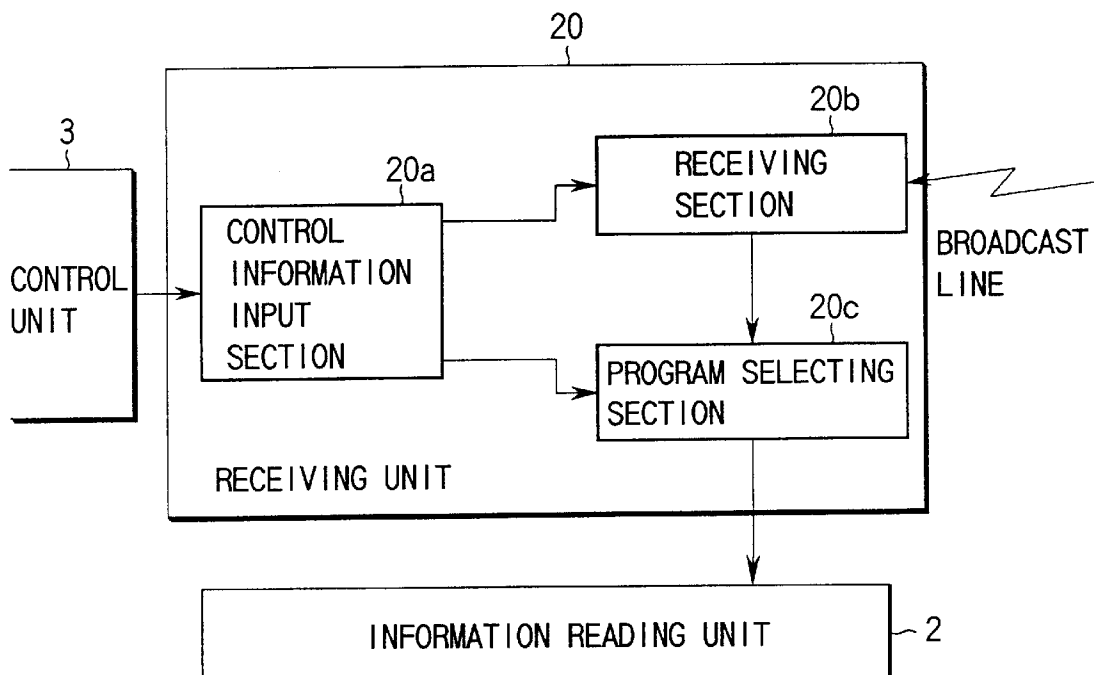 20
3
CONTROL
UNIT
20a
CONTROL
INFORMATION
INPUT
SECTION
20b
RECEIVING
SECTION
BROADCAST
LINE
20c
PROGRAM SELECTING
SECTION
RECEIVING UNIT
INFORMATION READING UNIT
2